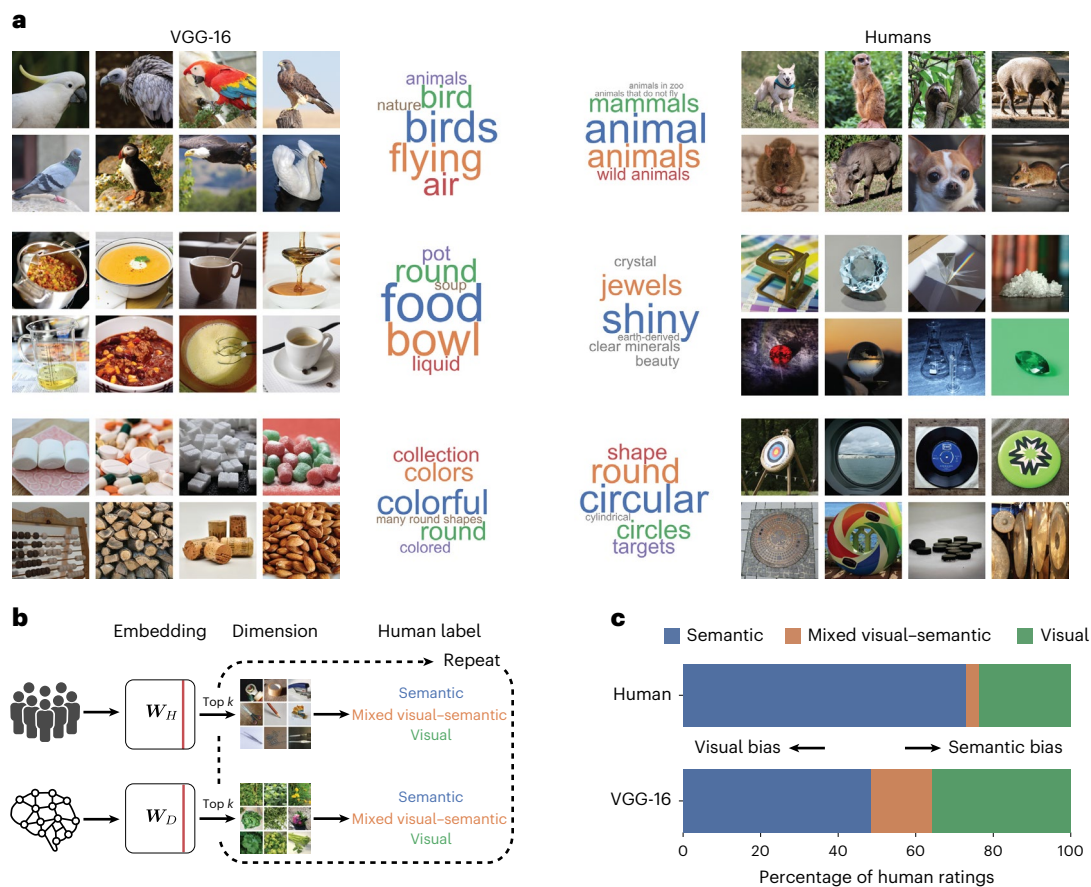 a
VGG-16
Humans
animals
nature
bird
birds
flying
air
animals in zoo
animals that do not fly
mammals
animal
animals
wild animals
pot
round
soup
food
bowl
liquid
crystal
jewels
shiny
earth-derived
clear minerals
beauty
collection
colors
colorful
many round shapes
round
colored
shape
round
circular
cylindrical
circles
targets
b
Embedding
Dimension
Human label
Repeat
W_H
Top k
Semantic
Mixed visual–semantic
Visual
W_D
Top k
Semantic
Mixed visual–semantic
Visual
c
Semantic
Mixed visual–semantic
Visual
Human
Visual bias
Semantic bias
VGG-16
0 20 40 60 80 100
Percentage of human ratings